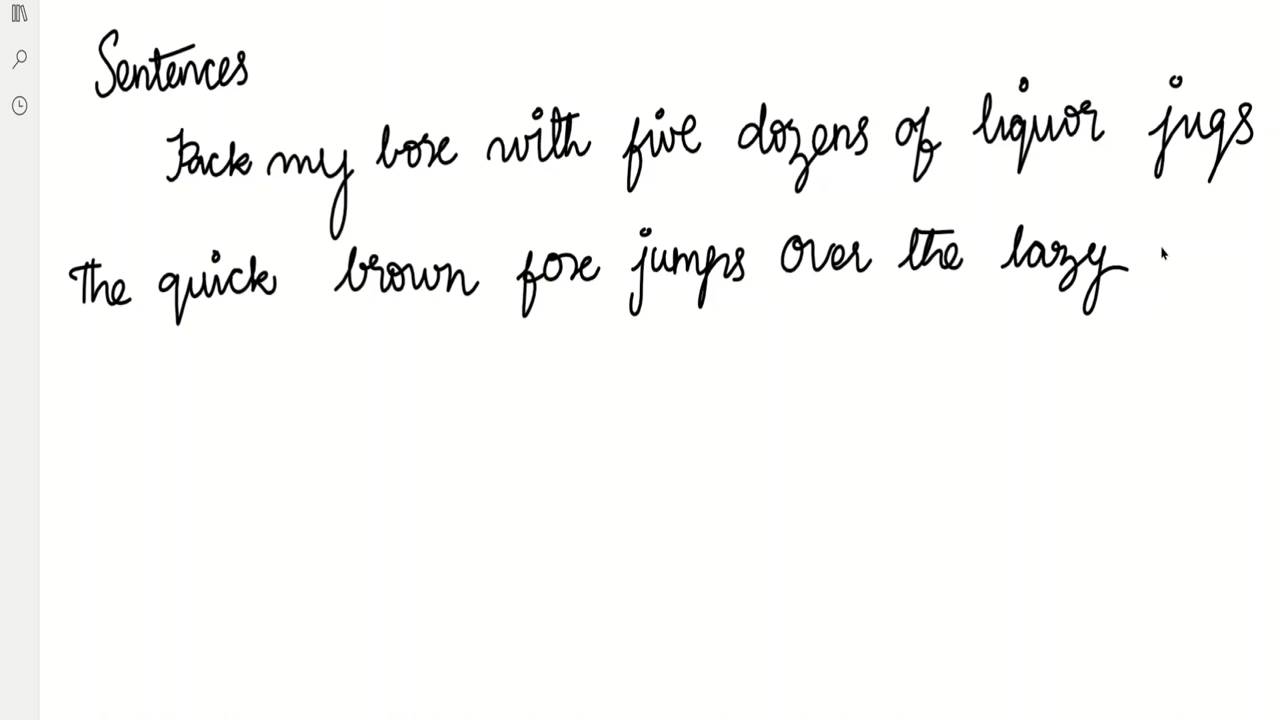 Sentences
Pack my box with five dozens of liquor jugs
The quick brown fox jumps over the lazy